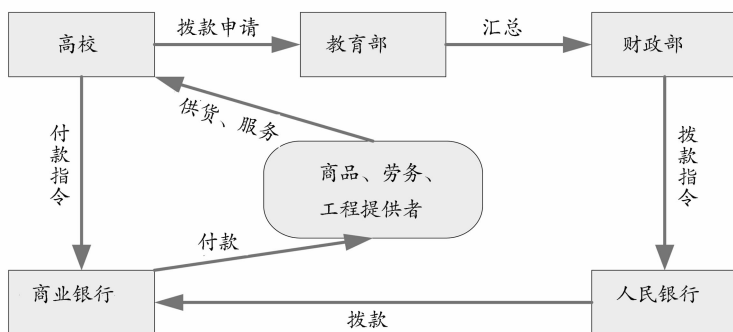 高校
拨款申请
教育部
汇总
财政部
供货、服务
付款指令
商品、劳务、
工程提供者
拨款指令
付款
商业银行
人民银行
拨款